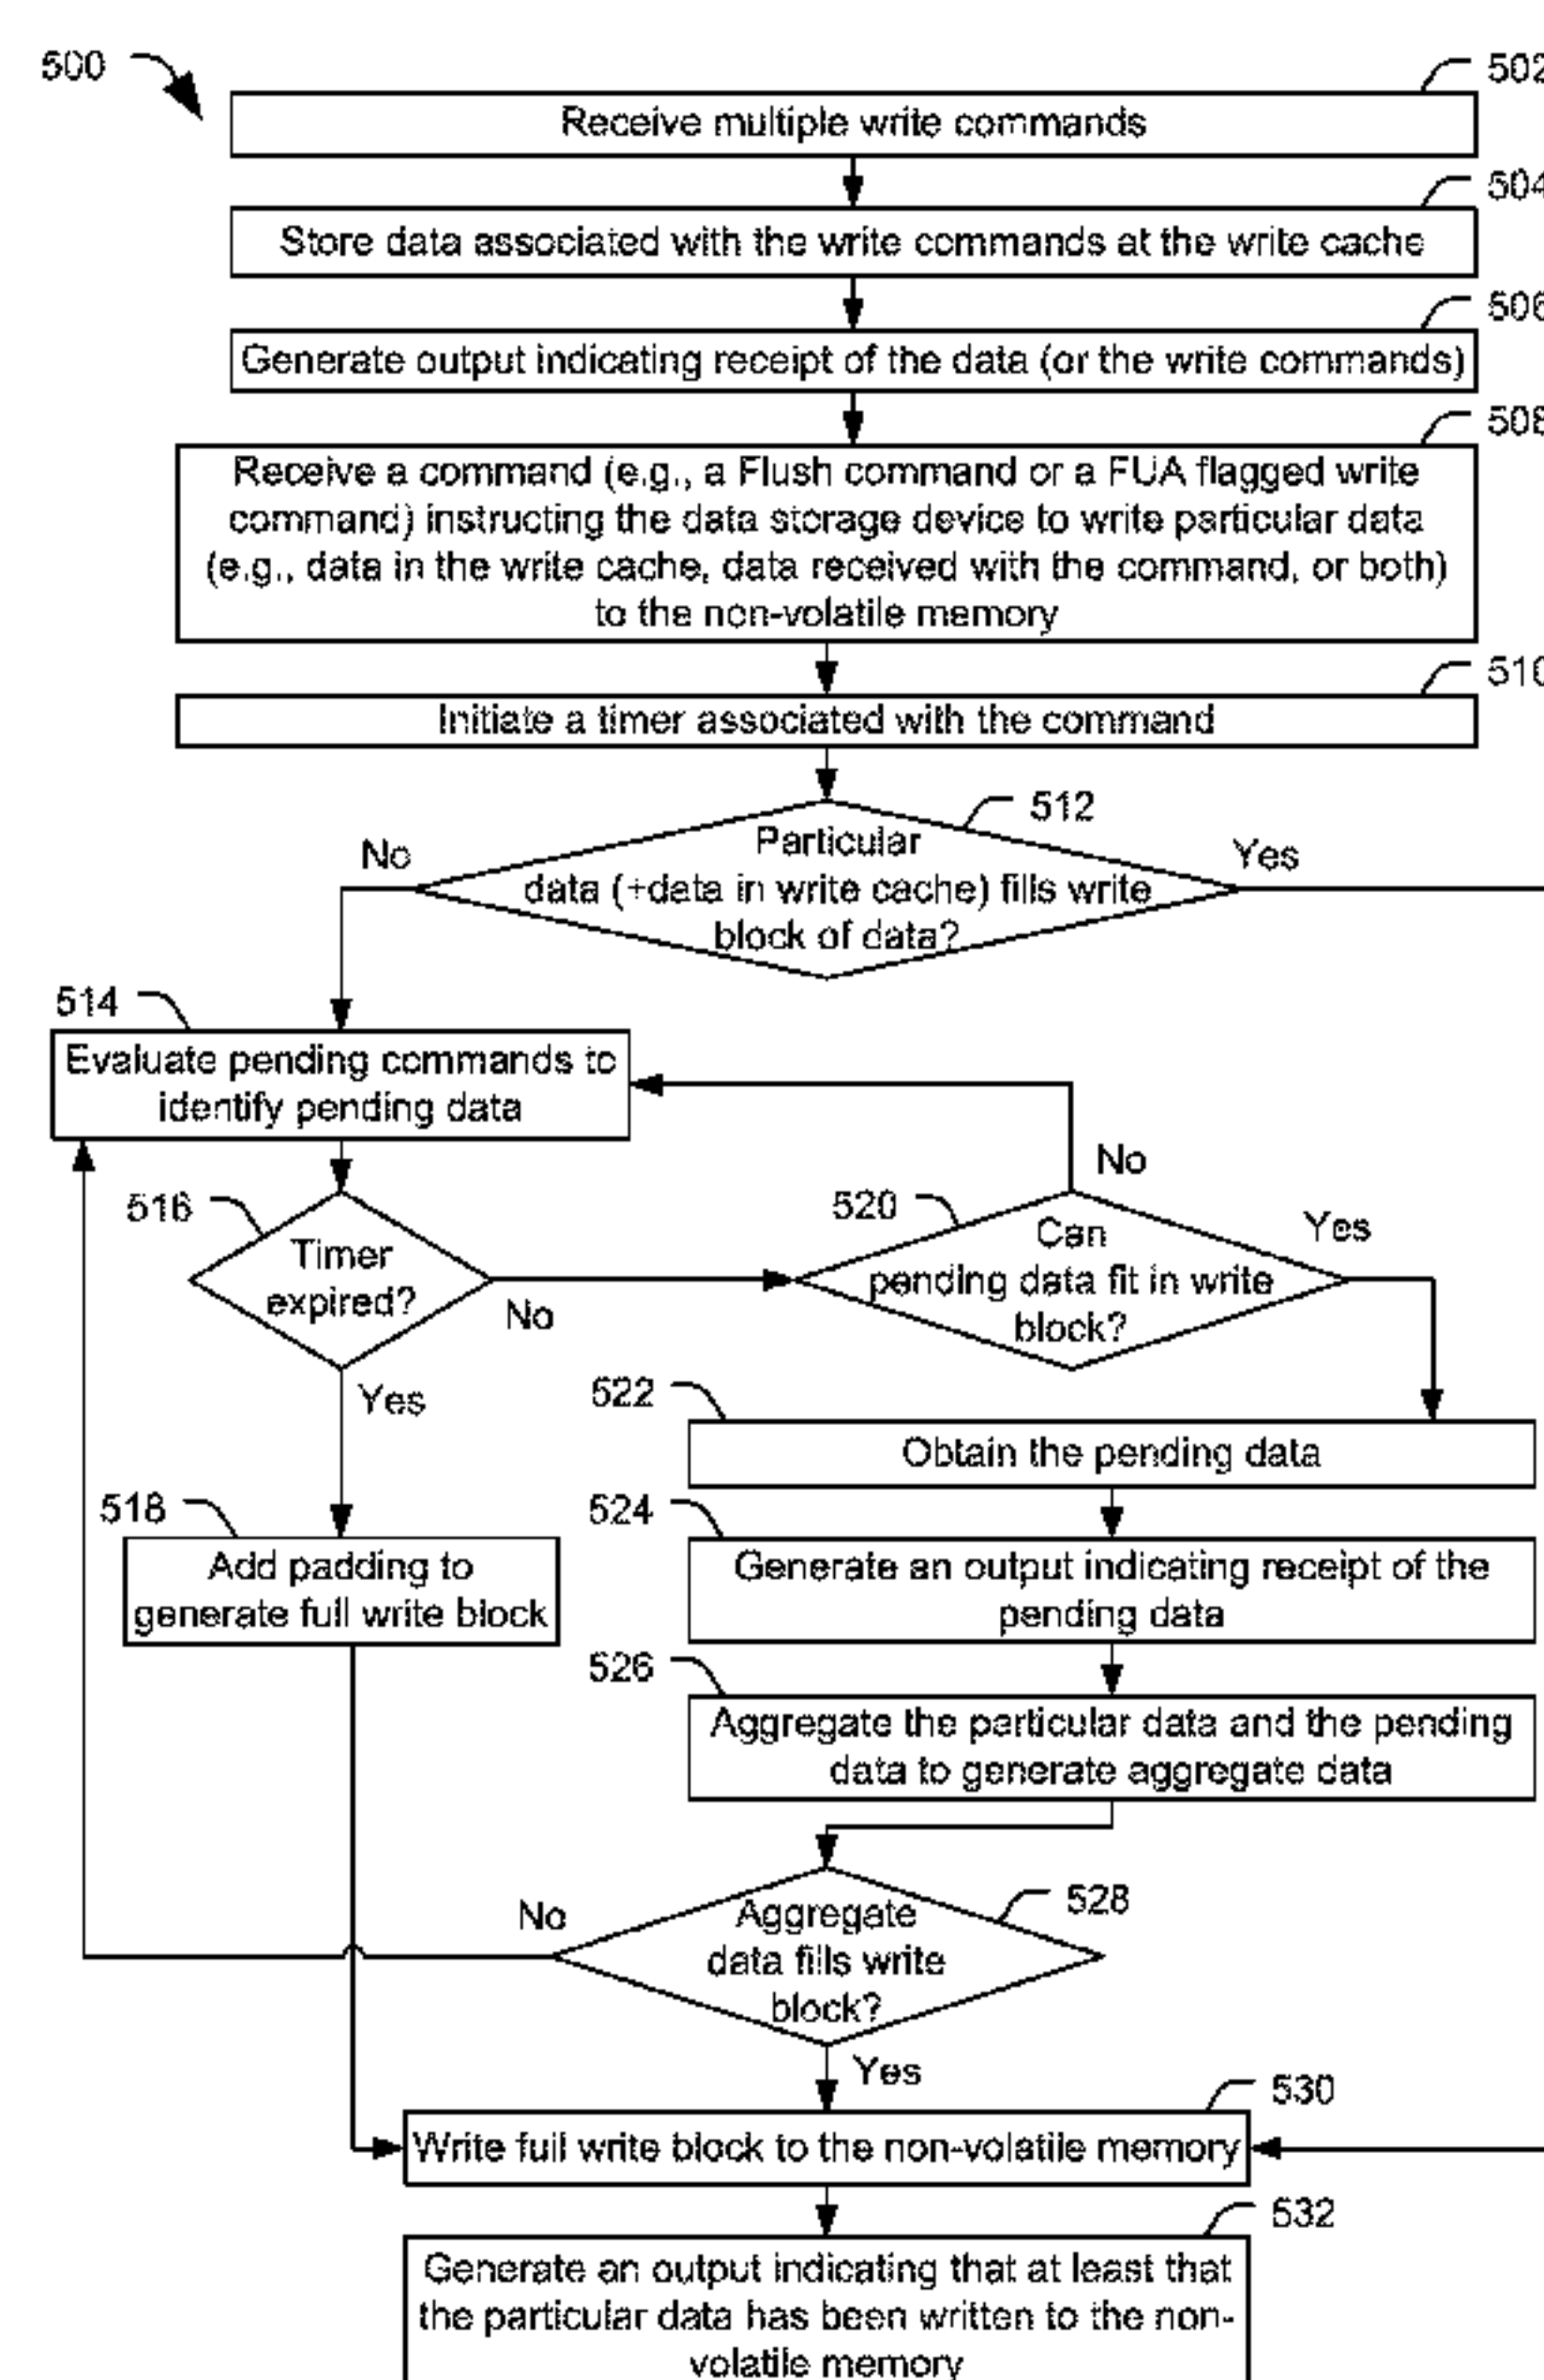 500
502
Receive multiple write commands
504
Store data associated with the write commands at the write cache
506
Generate output indicating receipt of the data (or the write commands)
508
Receive a command (e.g., a Flush command or a FUA flagged write
command) instructing the data storage device to write particular data
(e.g., data in the write cache, data received with the command, or both)
to the non-volatile memory
510
Initiate a timer associated with the command
512
No
Particular
Yes
data (+data in write cache) fills write
block of data?
514
Evaluate pending commands to
identify pending data
No
516
520
Timer
expired?
No
Can
Yes
pending data fit in write
block?
Yes
522
Obtain the pending data
518
Add padding to
generate full write block
524
Generate an output indicating receipt of the
pending data
526
Aggregate the particular data and the pending
data to generate aggregate data
No
528
Aggregate
data fills write
block?
Yes
530
Write full write block to the non-volatile memory
532
Generate an output indicating that at least that
the particular data has been written to the non-
volatile memory